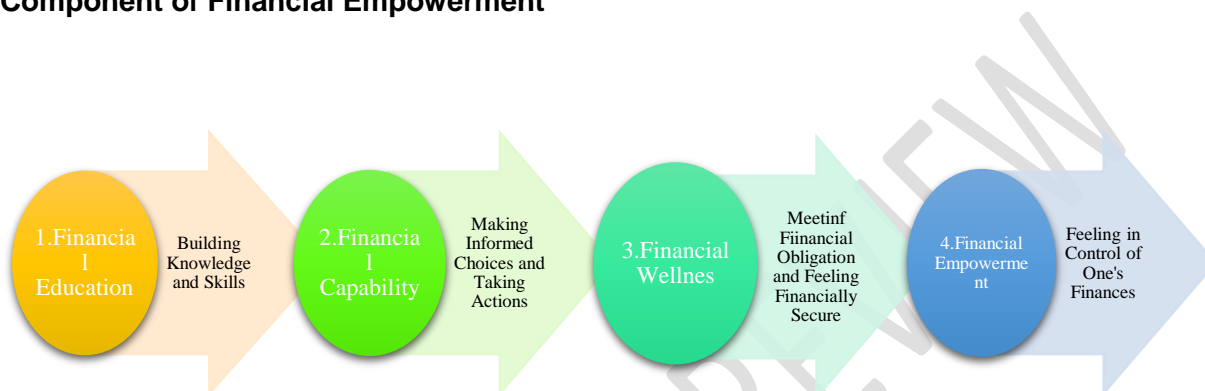 Component of Financial Empowerment
1.Financia
l
Education
Building
Knowledge
and Skills
2.Financia
l
Capability
Making
Informed
Choices and
Taking
Actions
3.Financial
Wellnes
Meetinf
Fiinancial
Obligation
and Feeling
Financially
Secure
4.Financial
Empowerme
nt
Feeling in
Control of
One's
Finances